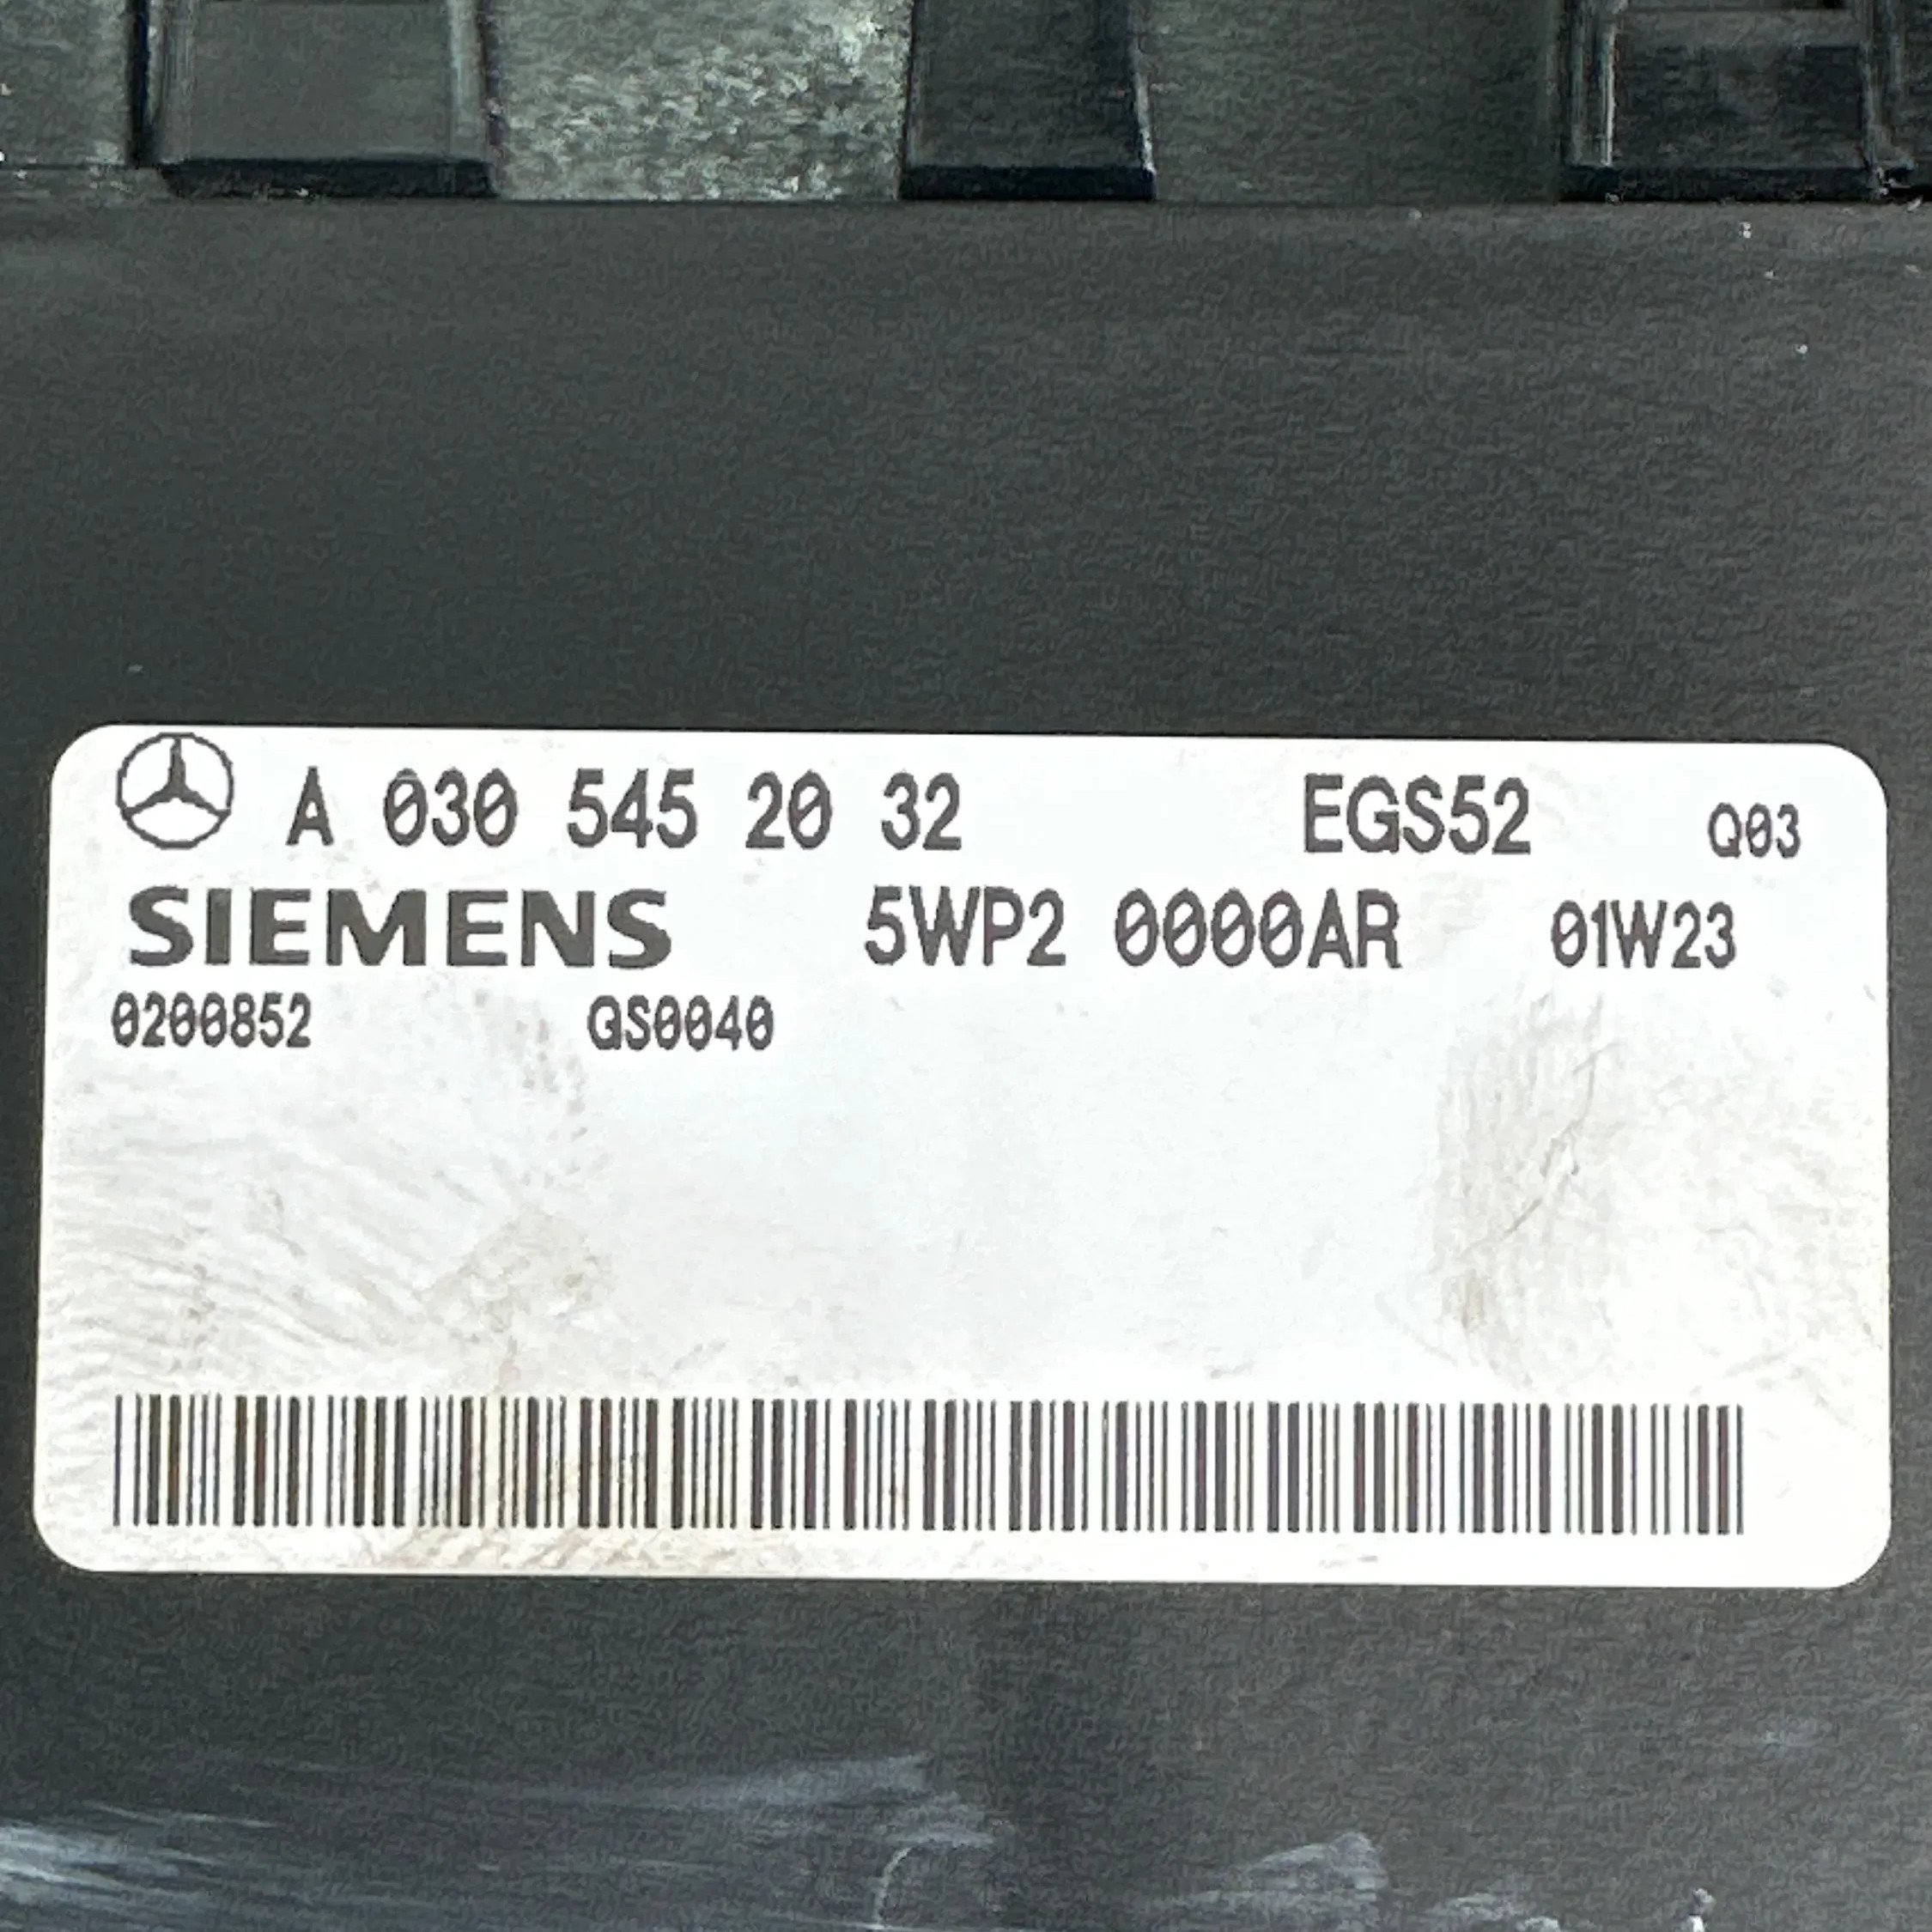 A 030 545 20 32 EGS52 Q03
SIEMENS 5WP2 0000AR 01W23
0200852 QS0040